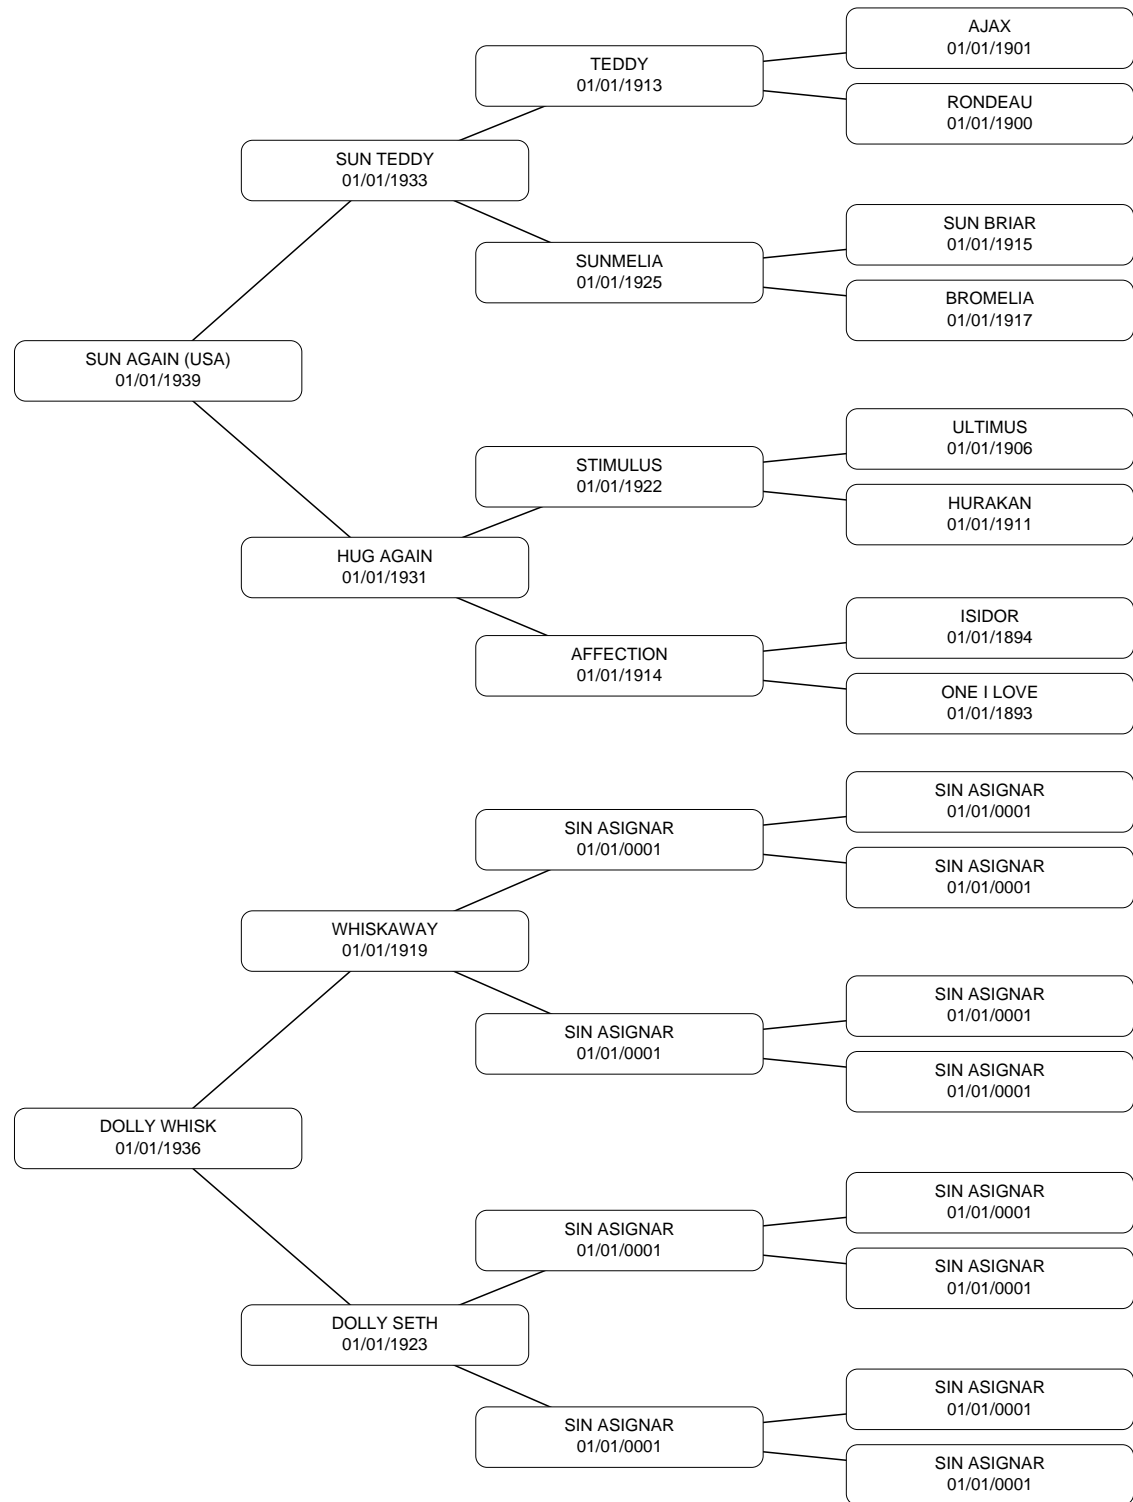 AJAX
01/01/1901
TEDDY
01/01/1913
RONDEAU
01/01/1900
SUN TEDDY
01/01/1933
SUN BRIAR
01/01/1915
SUNMELIA
01/01/1925
BROMELIA
01/01/1917
SUN AGAIN (USA)
01/01/1939
ULTIMUS
01/01/1906
STIMULUS
01/01/1922
HURAKAN
01/01/1911
HUG AGAIN
01/01/1931
ISIDOR
01/01/1894
AFFECTION
01/01/1914
ONE I LOVE
01/01/1893
SIN ASIGNAR
01/01/0001
SIN ASIGNAR
01/01/0001
SIN ASIGNAR
01/01/0001
WHISKAWAY
01/01/1919
SIN ASIGNAR
01/01/0001
SIN ASIGNAR
01/01/0001
SIN ASIGNAR
01/01/0001
DOLLY WHISK
01/01/1936
SIN ASIGNAR
01/01/0001
SIN ASIGNAR
01/01/0001
SIN ASIGNAR
01/01/0001
DOLLY SETH
01/01/1923
SIN ASIGNAR
01/01/0001
SIN ASIGNAR
01/01/0001
SIN ASIGNAR
01/01/0001